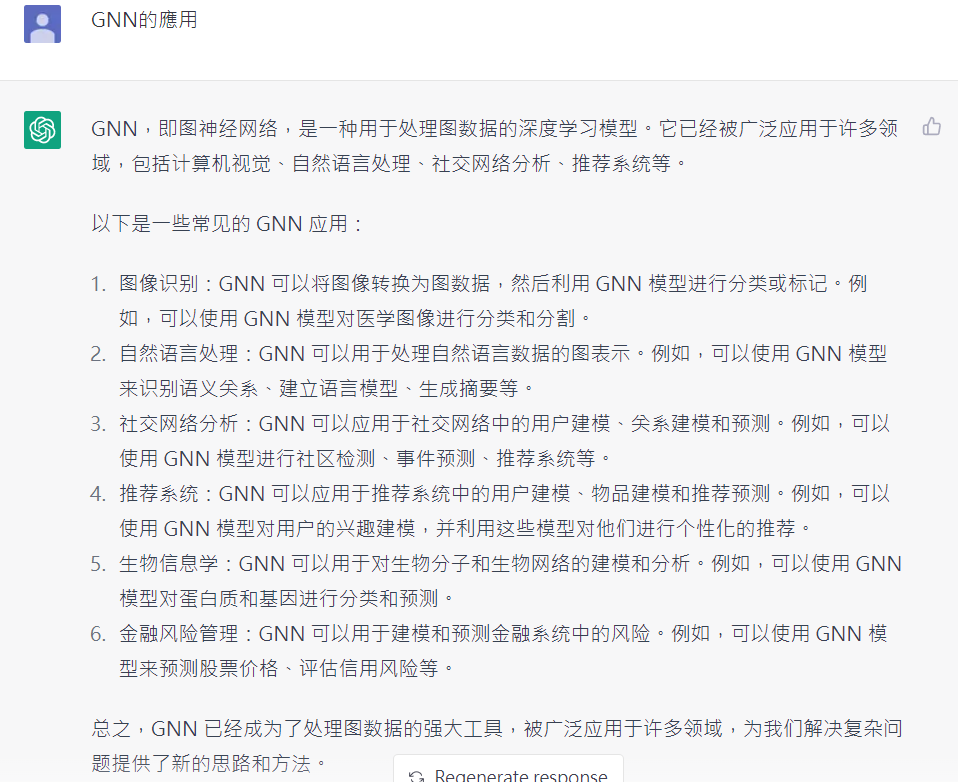 GNN的應用
GNN，即图神经网络，是一种用于处理图数据的深度学习模型。它已经被广泛应用于许多领
域，包括计算机视觉、自然语言处理、社交网络分析、推荐系统等。
以下是一些常见的 GNN 应用：
1. 图像识别：GNN 可以将图像转换为图数据，然后利用 GNN 模型进行分类或标记。例
如，可以使用 GNN 模型对医学图像进行分类和分割。
2. 自然语言处理：GNN 可以用于处理自然语言数据的图表示。例如，可以使用 GNN 模型
来识别语义关系、建立语言模型、生成摘要等。
3. 社交网络分析：GNN 可以应用于社交网络中的用户建模、关系建模和预测。例如，可以
使用 GNN 模型进行社区检测、事件预测、推荐系统等。
4. 推荐系统：GNN 可以应用于推荐系统中的用户建模、物品建模和推荐预测。例如，可以
使用 GNN 模型对用户的兴趣建模，并利用这些模型对他们进行个性化的推荐。
5. 生物信息学：GNN 可以用于对生物分子和生物网络的建模和分析。例如，可以使用 GNN
模型对蛋白质和基因进行分类和预测。
6. 金融风险管理：GNN 可以用于建模和预测金融系统中的风险。例如，可以使用 GNN 模
型来预测股票价格、评估信用风险等。
总之，GNN 已经成为了处理图数据的强大工具，被广泛应用于许多领域，为我们解决复杂问
题提供了新的思路和方法。
Regenerate response